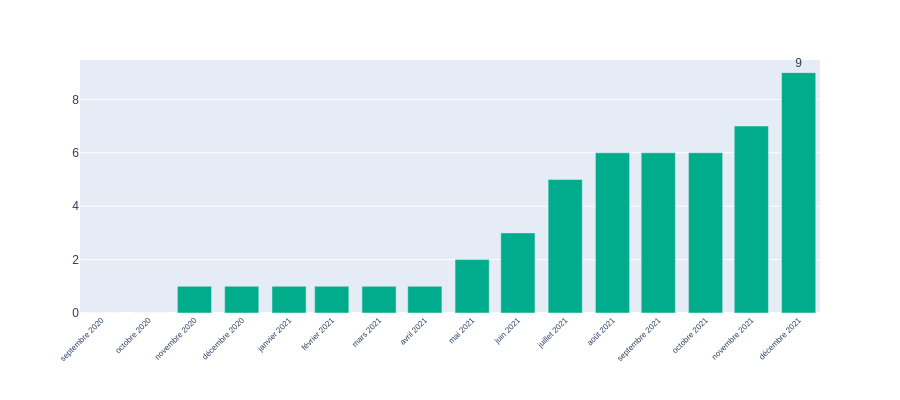 9
8
6
4
2
0
septembre 2020
octobre 2020
novembre 2020
décembre 2020
janvier 2021
février 2021
mars 2021
avril 2021
mai 2021
juin 2021
juillet 2021
août 2021
septembre 2021
octobre 2021
novembre 2021
décembre 2021